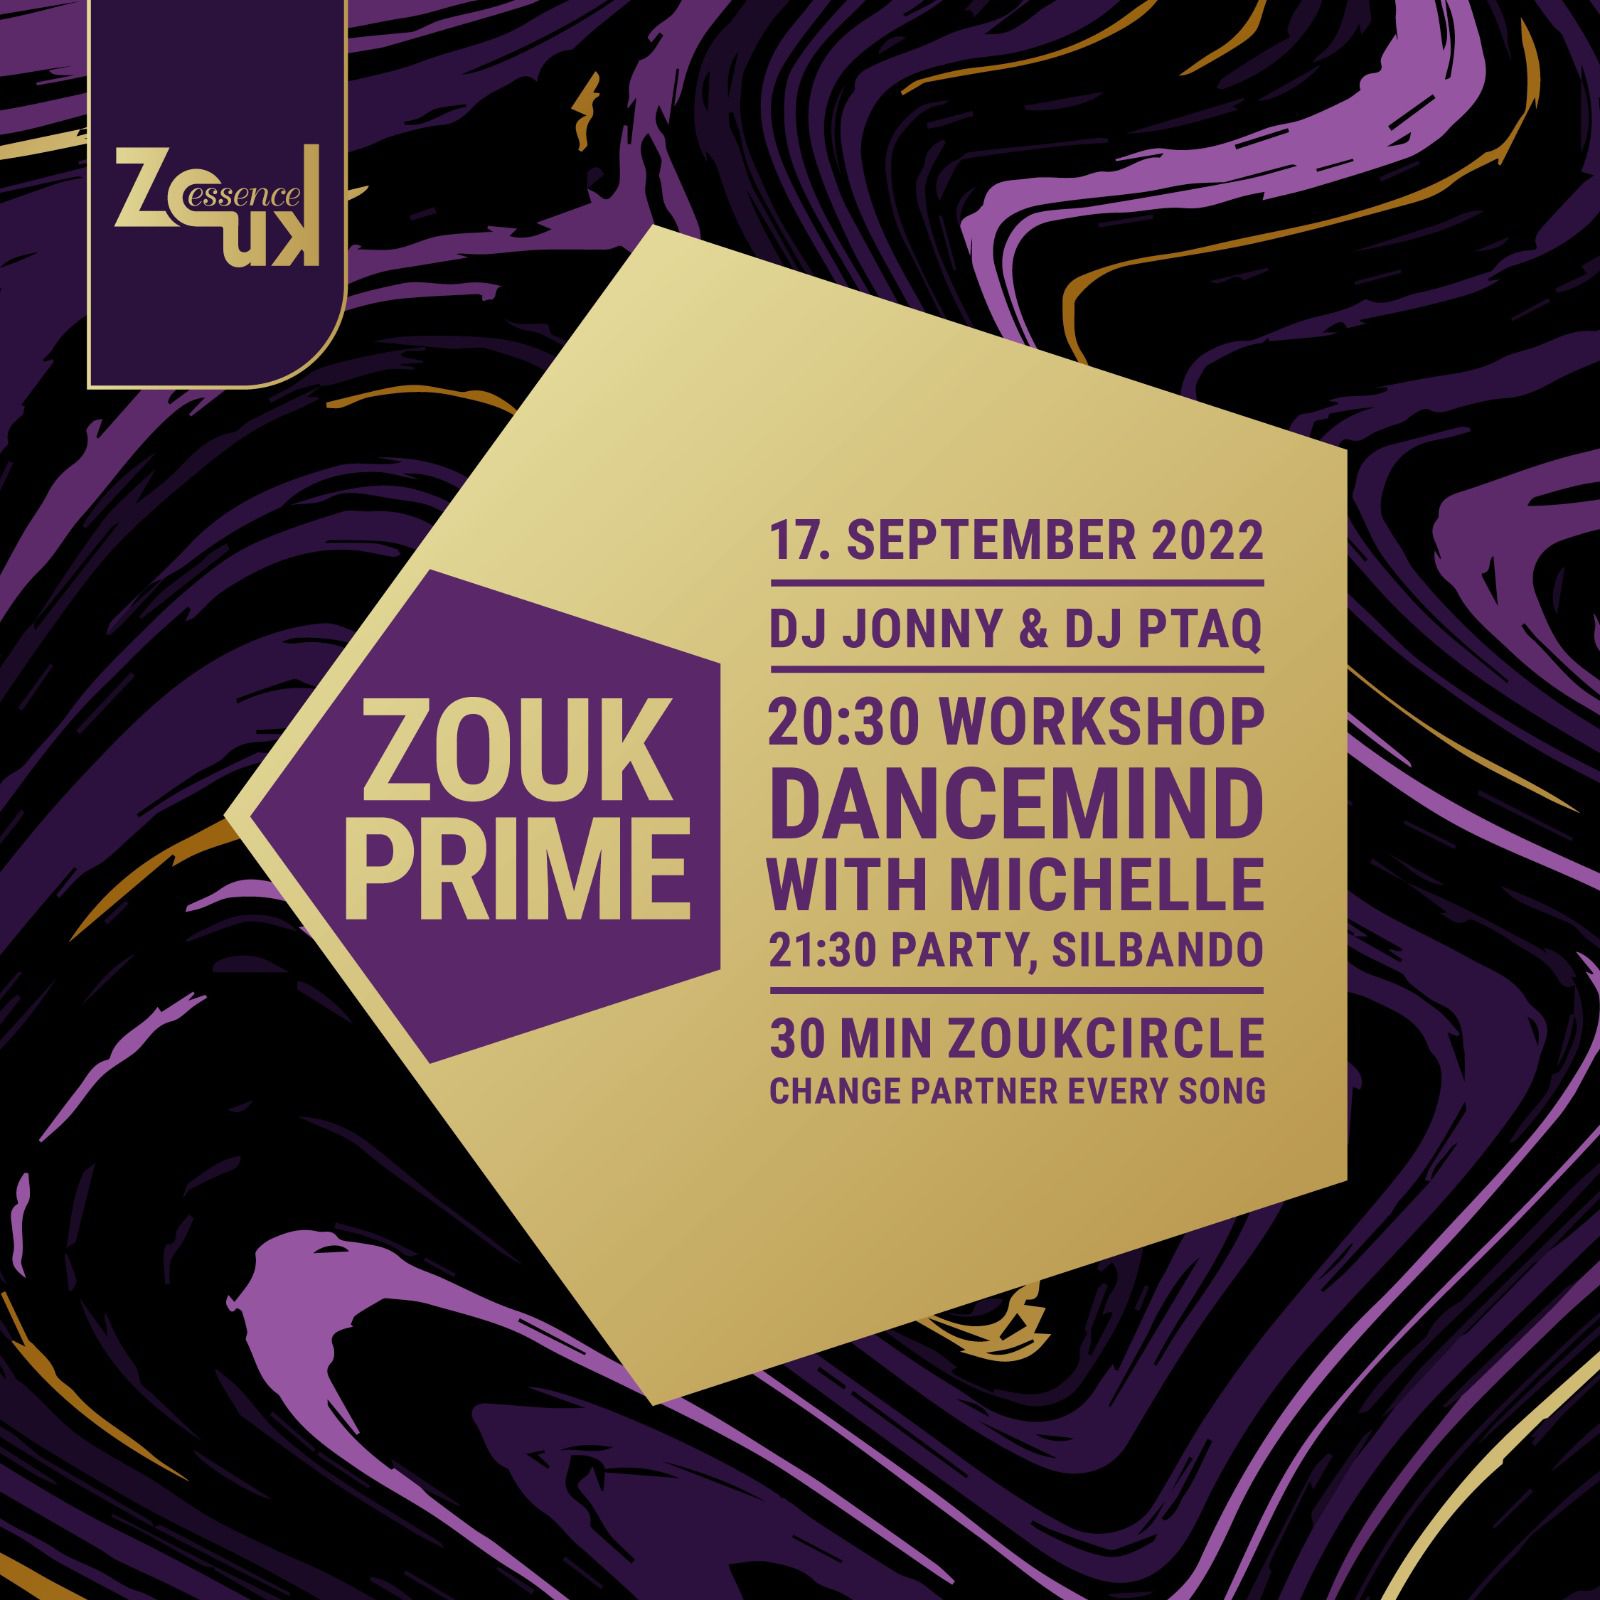 Zouk
essence
ZOUK
PRIME
17. SEPTEMBER 2022
DJ JONNY & DJ PTAQ
20:30 WORKSHOP
DANCEMIND
WITH MICHELLE
21:30 PARTY, SILBANDO
30 MIN ZOUKCIRCLE
CHANGE PARTNER EVERY SONG